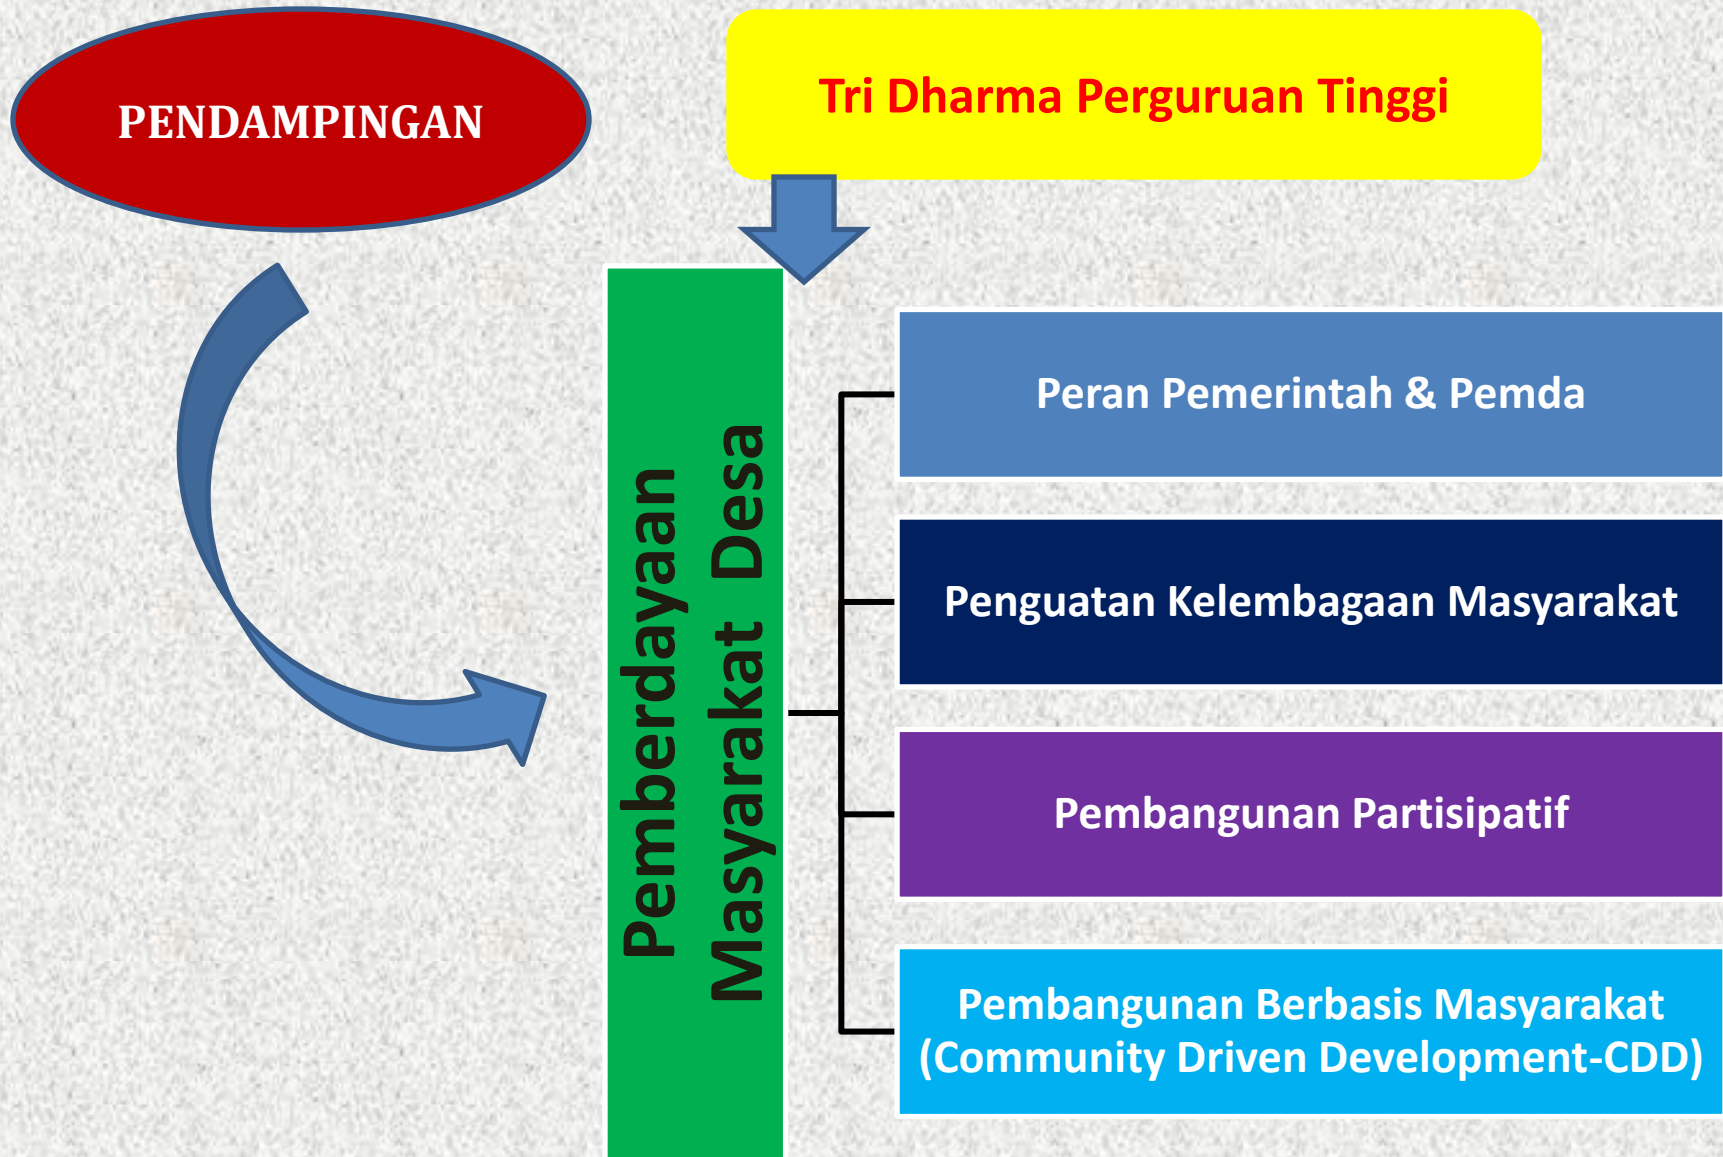 PENDAMPINGAN
Tri Dharma Perguruan Tinggi
Pemberdayaan
Masyarakat Desa
Peran Pemerintah & Pemda
Penguatan Kelembagaan Masyarakat
Pembangunan Partisipatif
Pembangunan Berbasis Masyarakat
(Community Driven Development-CDD)